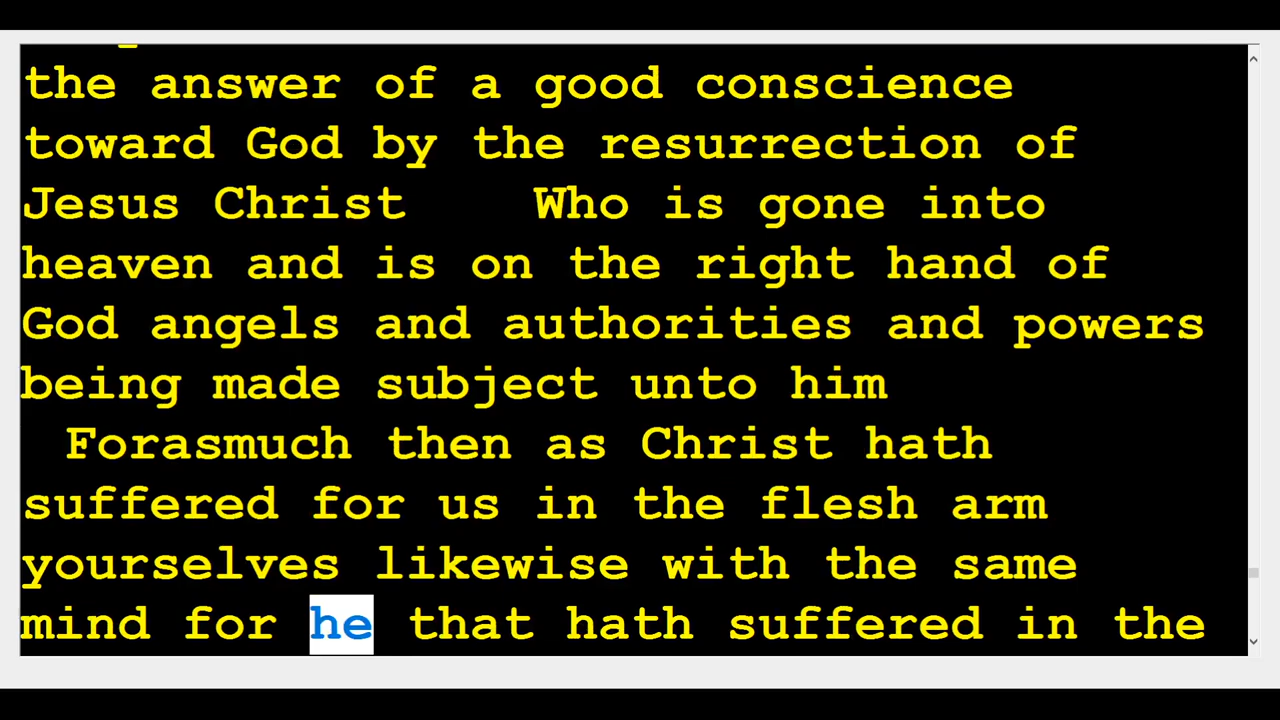 the answer of a good conscience
toward God by the resurrection of
Jesus Christ    Who is gone into
heaven and is on the right hand of
God angels and authorities and powers
being made subject unto him
Forasmuch then as Christ hath
suffered for us in the flesh arm
yourselves likewise with the same
mind for he that hath suffered in the